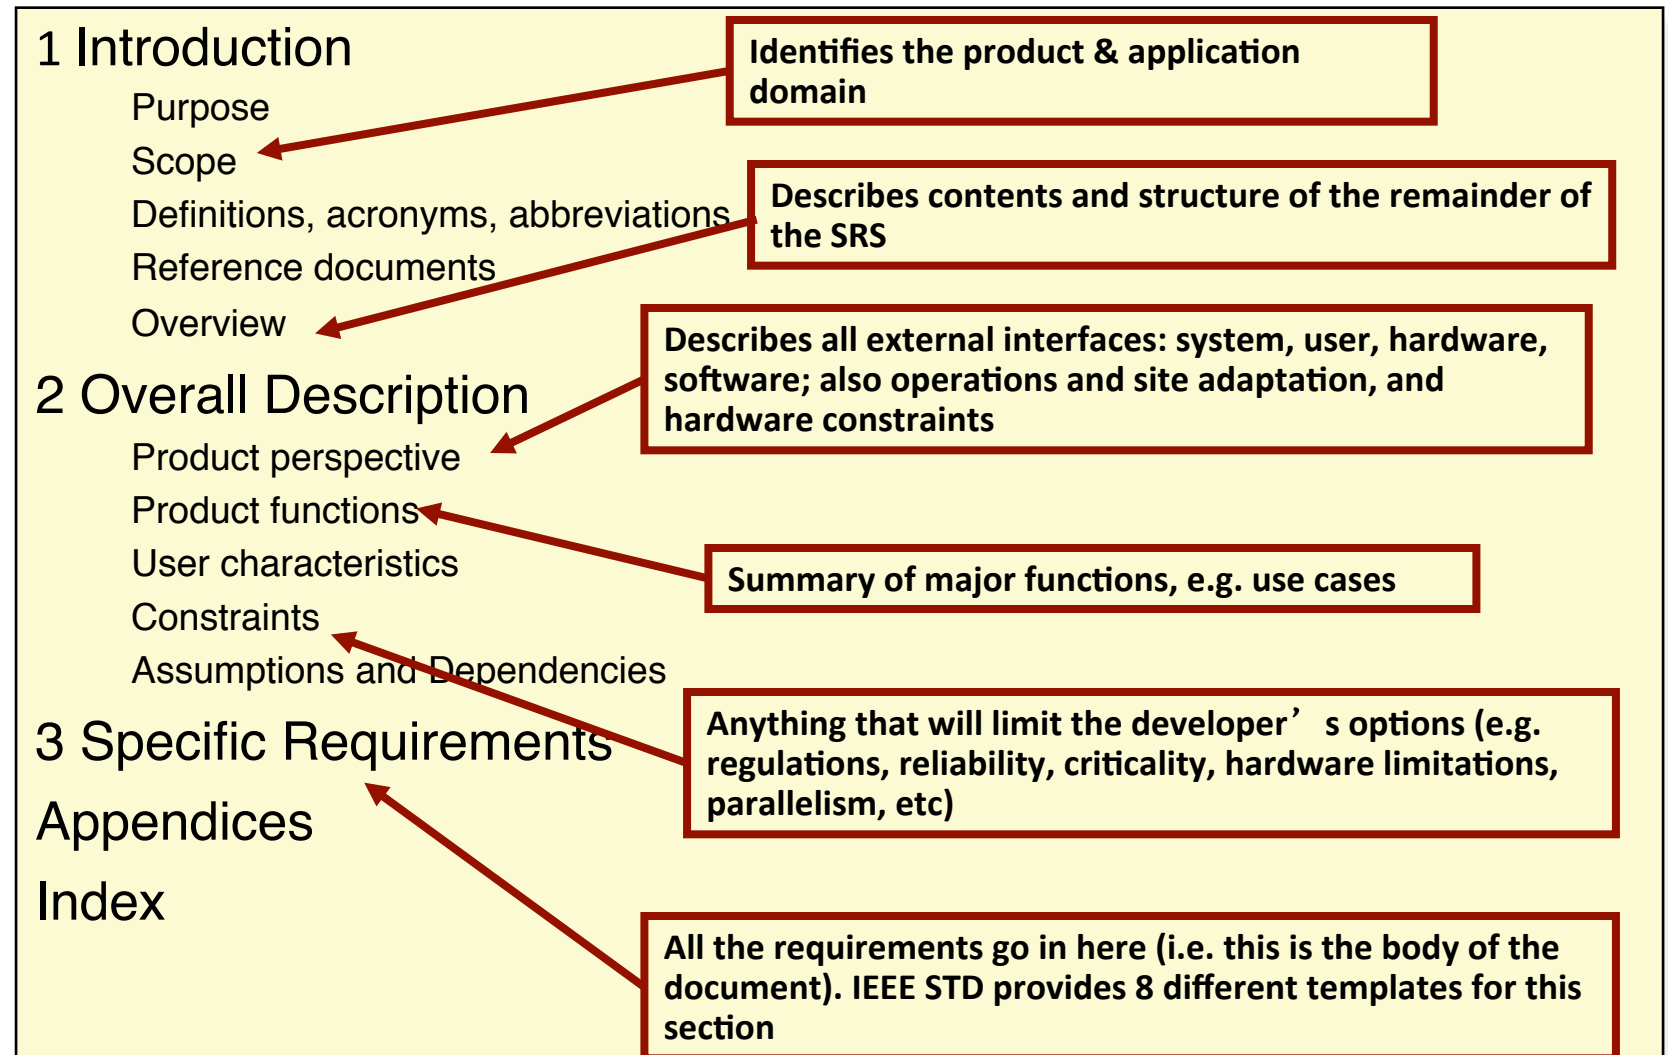 1 Introduction
Purpose
Scope
Definitions, acronyms, abbreviations
Reference documents
Overview
2 Overall Description
Product perspective
Product functions
User characteristics
Constraints
Assumptions and Dependencies
3 Specific Requirements
Appendices
Index
Identifies the product & application
domain
Describes contents and structure of the remainder of
the SRS
Describes all external interfaces: system, user, hardware,
software; also operations and site adaptation, and
hardware constraints
Summary of major functions, e.g. use cases
Anything that will limit the developer’ s options (e.g.
regulations, reliability, criticality, hardware limitations,
parallelism, etc)
All the requirements go in here (i.e. this is the body of the
document). IEEE STD provides 8 different templates for this
section